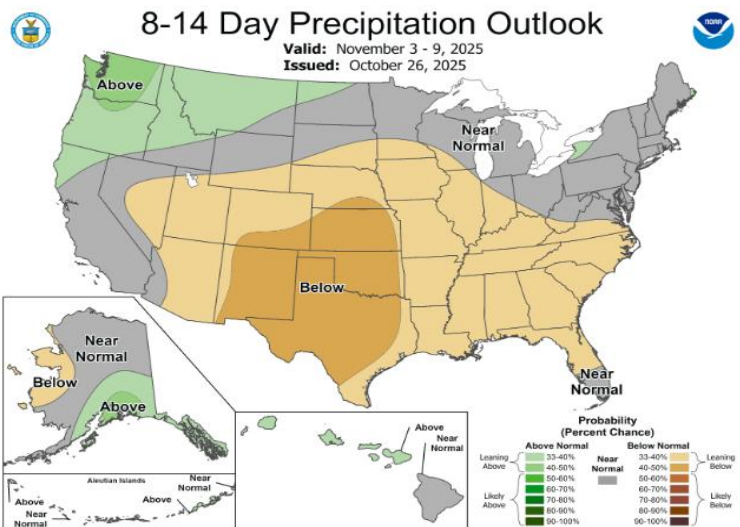 8-14 Day Precipitation Outlook
Valid: November 3 - 9, 2025
Issued: October 26, 2025
NOAA
Above
Near
Normal
Below
Near
Normal
Near
Normal
Below
Above
Above
Near
Normal
Aleutian Islands
Above
Near
Normal
Above
Near
Normal
Probability
(Percent Chance)
Above Normal
Below Normal
Leaning
Above
33-40%
40-50%
50-60%
60-70%
70-80%
80-90%
90-100%
Likely
Above
Near
Normal
33-40%
40-50%
50-60%
60-70%
70-80%
80-90%
90-100%
Leaning
Below
Likely
Below